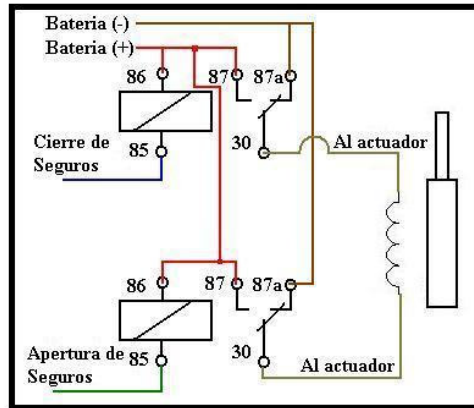 Bateria (-)
Bateria (+)
86
87
87a
Cierre de
Seguros
85
30
Al actuador
86
87
87a
Apertura de
Seguros
85
30
Al actuador